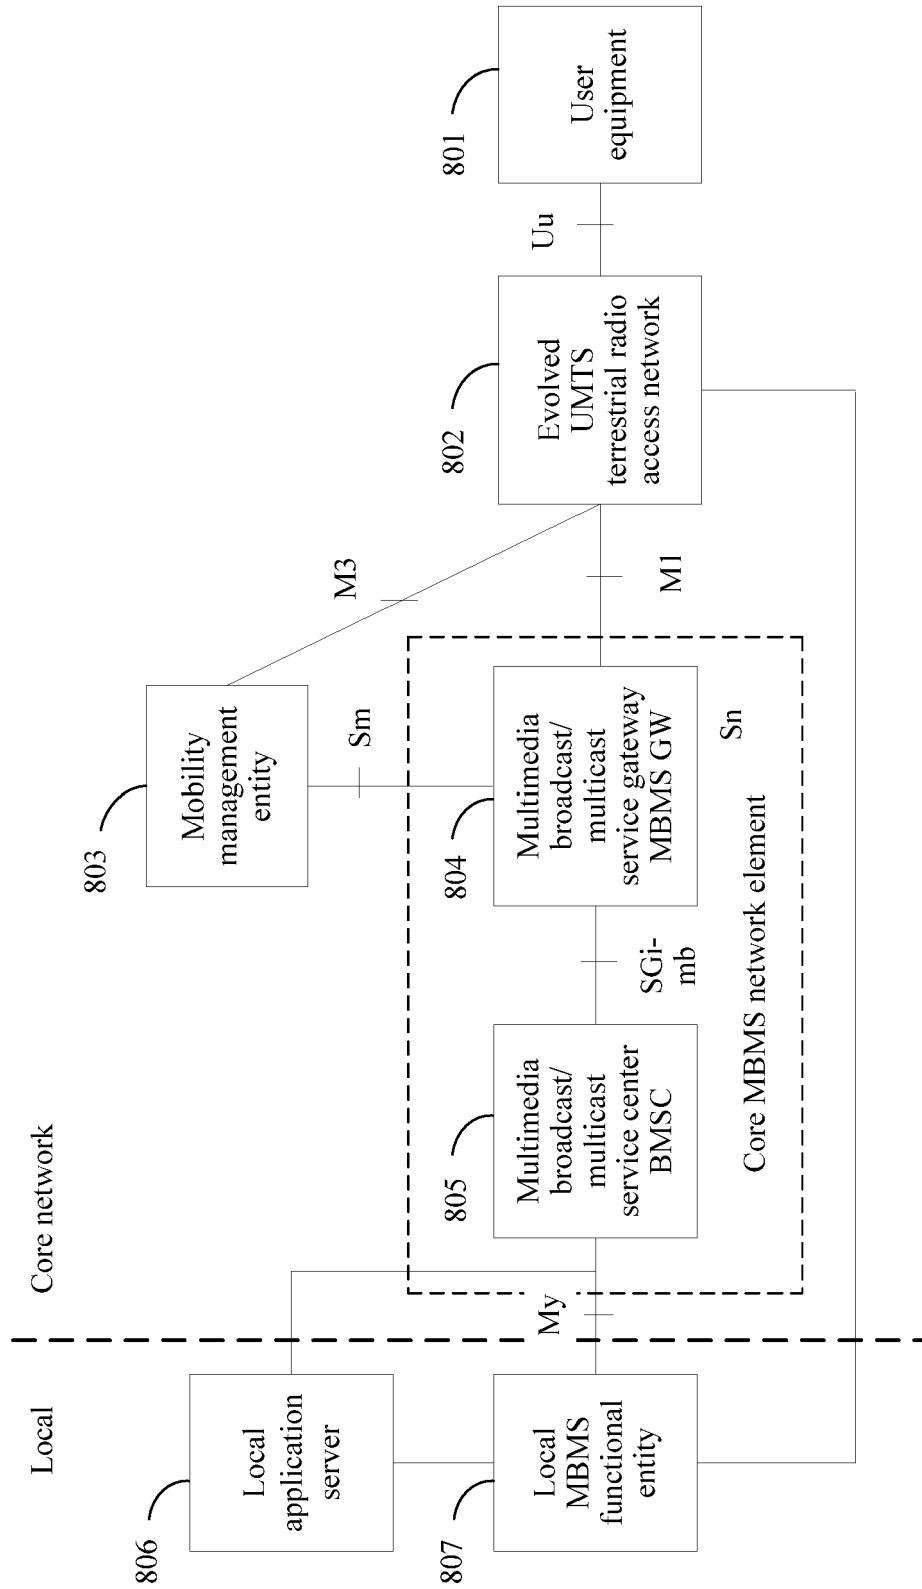 Local
Core network
806
Local
application
server
807
Local
MBMS
functional
entity
My
805
Multimedia
broadcast/
multicast
service center
BMSC
SGi-
mb
804
Multimedia
broadcast/
multicast
service gateway
MBMS GW
Sn
Core MBMS network element
803
Mobility
management
entity
Sm
M3
M1
802
Evolved
UMTS
terrestrial radio
access network
Uu
801
User
equipment